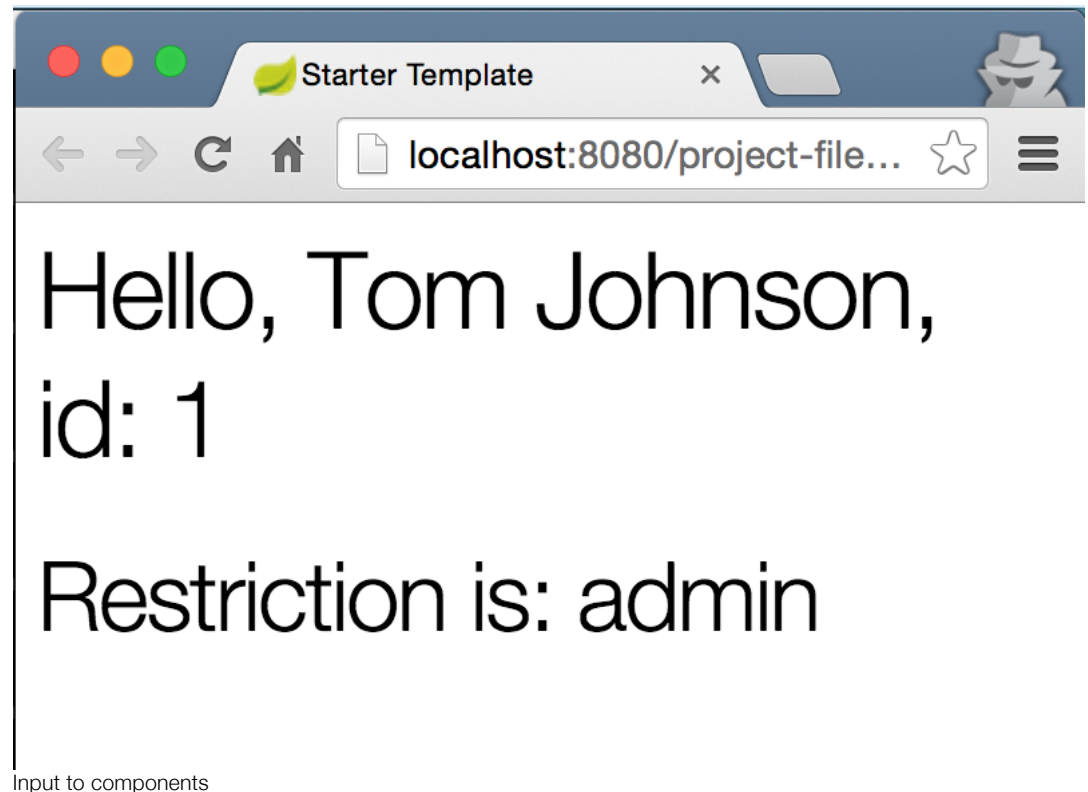 Starter Template
localhost:8080/project-file...
Hello, Tom Johnson,
id: 1
Restriction is: admin
Input to components